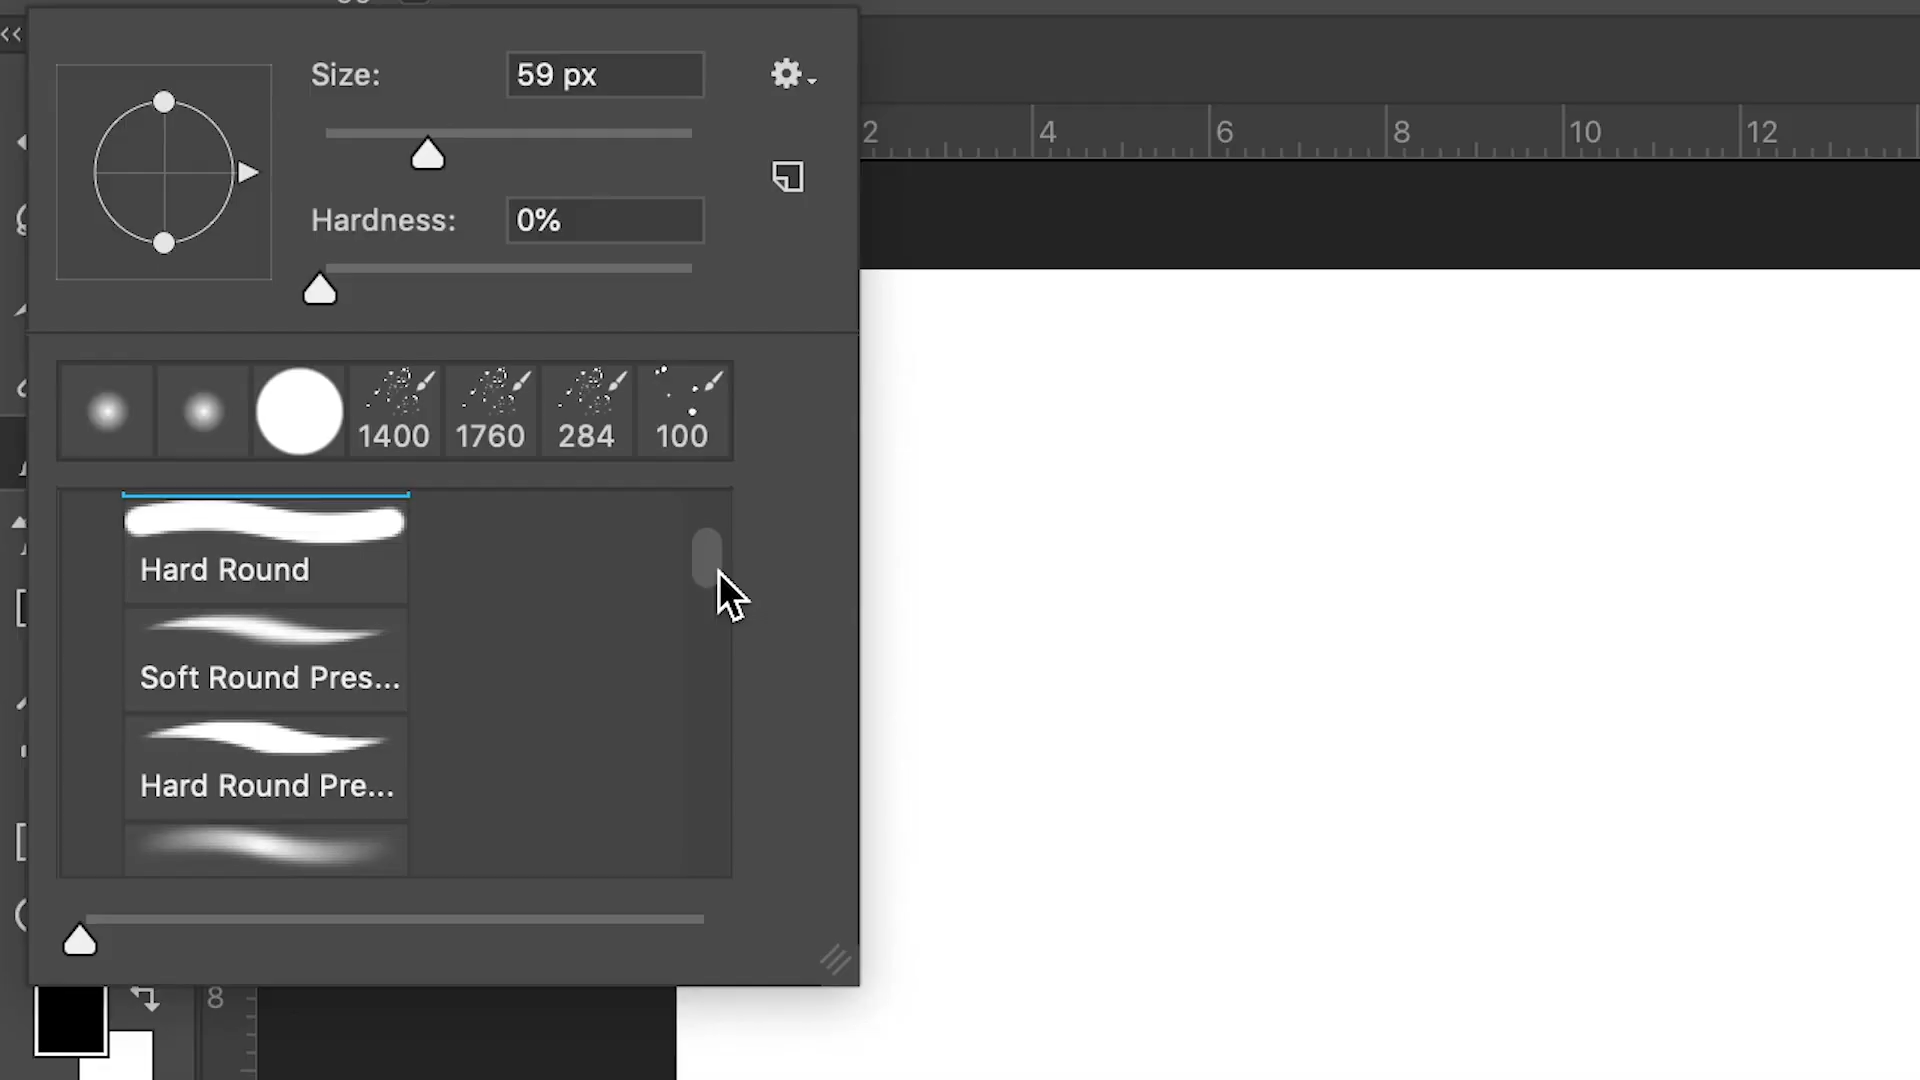 Size:
59 px
Hardness:
0%
2 4 6 8 10 12
1400 1760 284 100
Hard Round
Soft Round Pres...
Hard Round Pre...
8